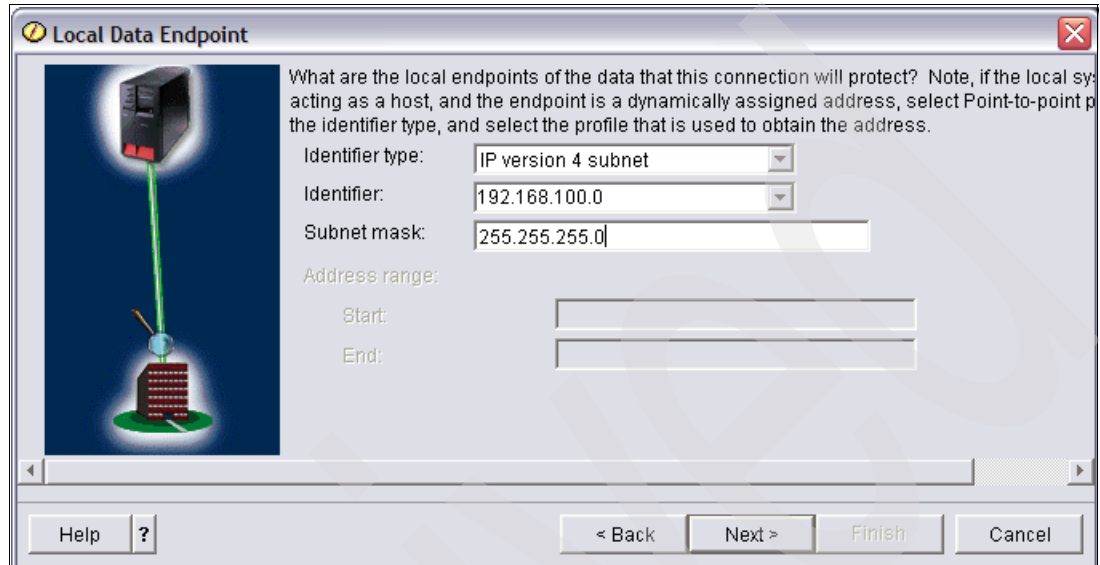 Local Data Endpoint
What are the local endpoints of the data that this connection will protect? Note, if the local sy
acting as a host, and the endpoint is a dynamically assigned address, select Point-to-point p
the identifier type, and select the profile that is used to obtain the address.
Identifier type: IP version 4 subnet
Identifier: 192.168.100.0
Subnet mask: 255.255.255.0
Address range:
Start:
End:
Help ? < Back Next > Finish Cancel